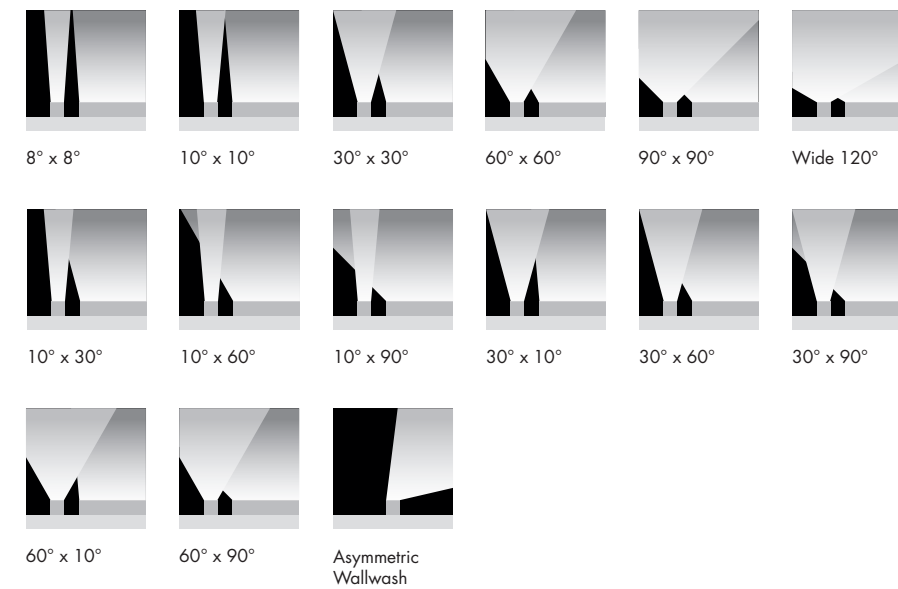 8° x 8°
10° x 10°
30° x 30°
60° x 60°
90° x 90°
Wide 120°
10° x 30°
10° x 60°
10° x 90°
30° x 10°
30° x 60°
30° x 90°
60° x 10°
60° x 90°
Asymmetric
Wallwash